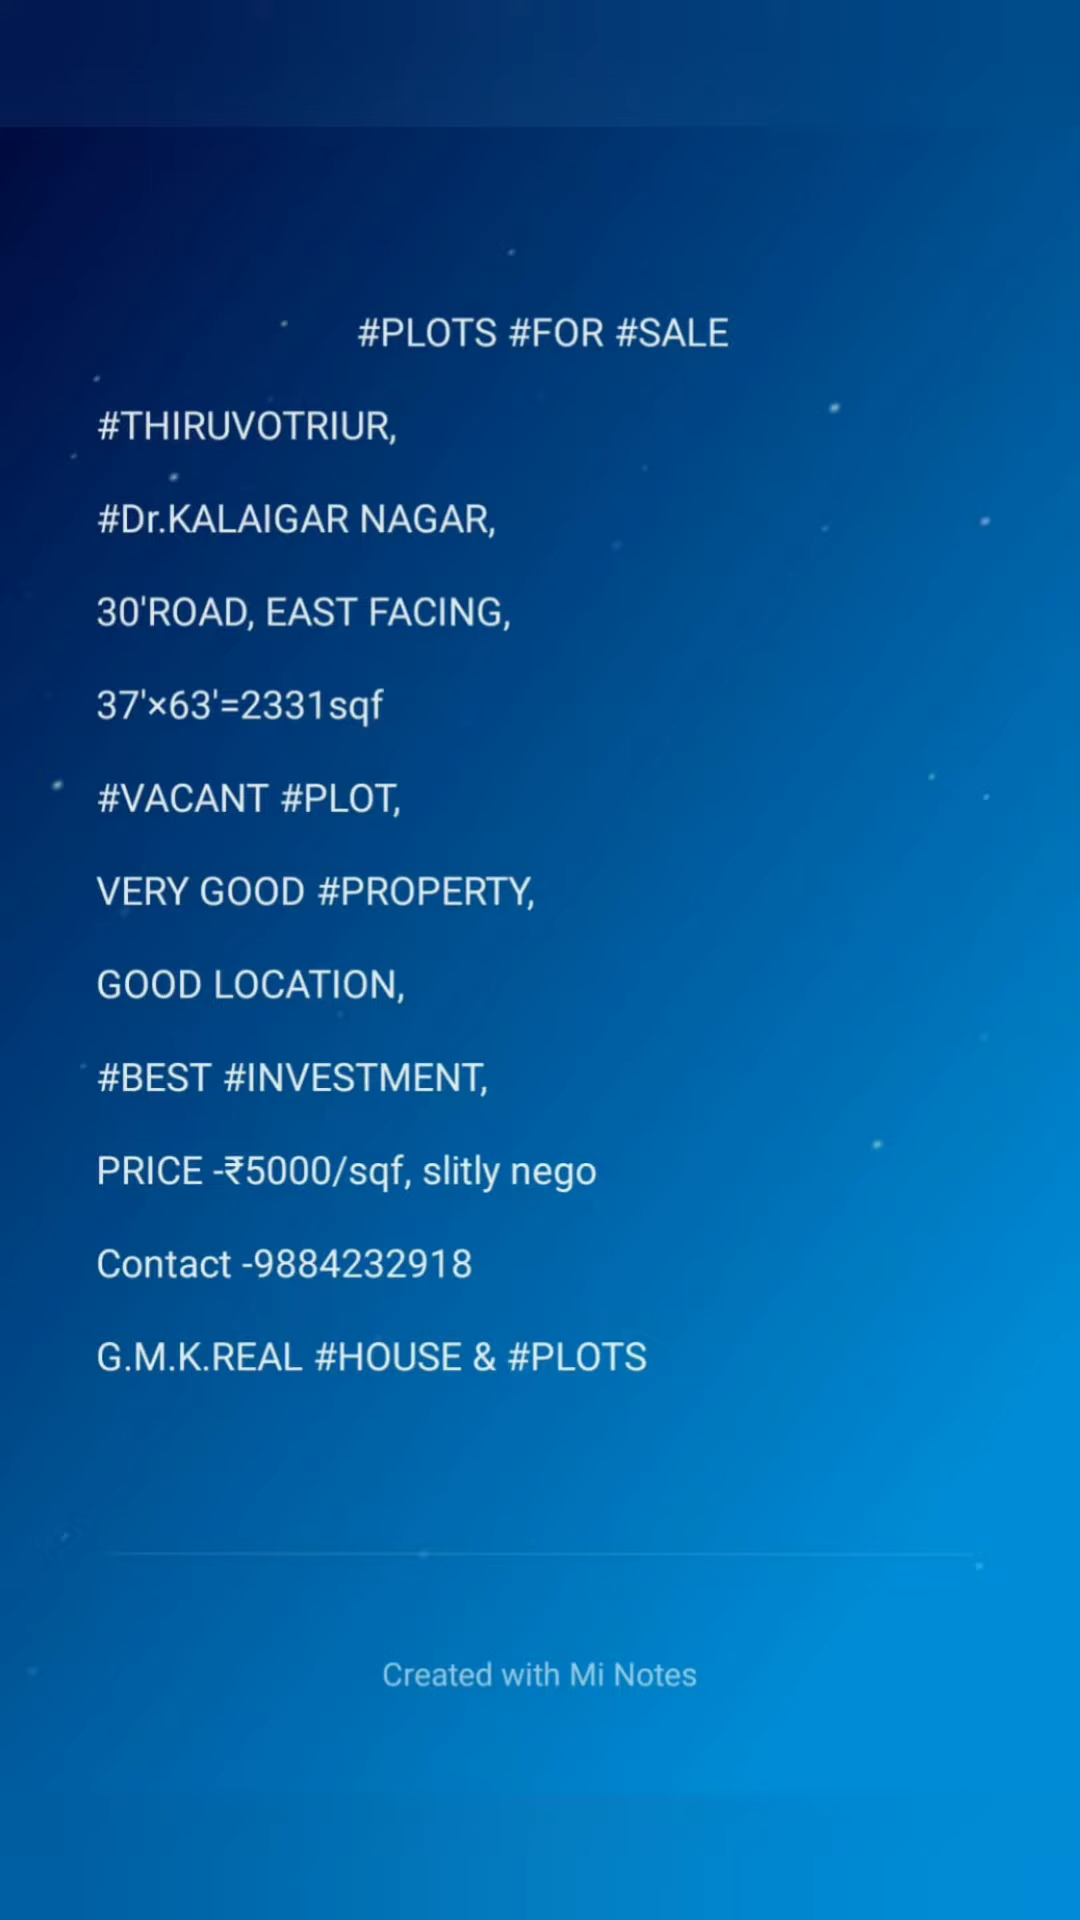 #PLOTS #FOR #SALE
#THIRUVOTRIUR,
#Dr.KALAIGAR NAGAR,
30'ROAD, EAST FACING,
37'×63'=2331sqf
#VACANT #PLOT,
VERY GOOD #PROPERTY,
GOOD LOCATION,
#BEST #INVESTMENT,
PRICE -₹5000/sqf, slitly nego
Contact -9884232918
G.M.K.REAL #HOUSE & #PLOTS
Created with Mi Notes